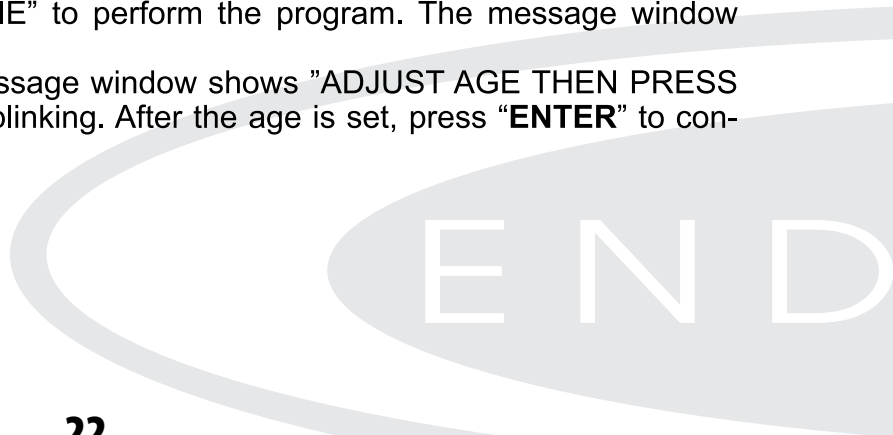 IE” to perform the program. The message window
ssage window shows ”ADJUST AGE THEN PRESS
blinking. After the age is set, press “ENTER” to con-
END
22